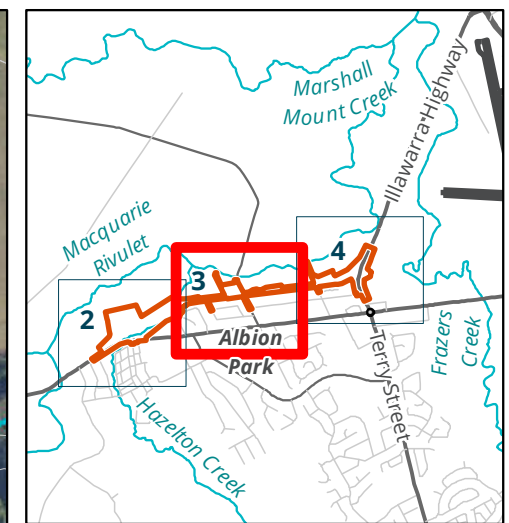 Marshall
Mount Creek
Illawarra Highway
Macquarie
Rivulet
4
3
2
Albion
Park
Frazers
Creek
Terry Street
Hazelton Creek